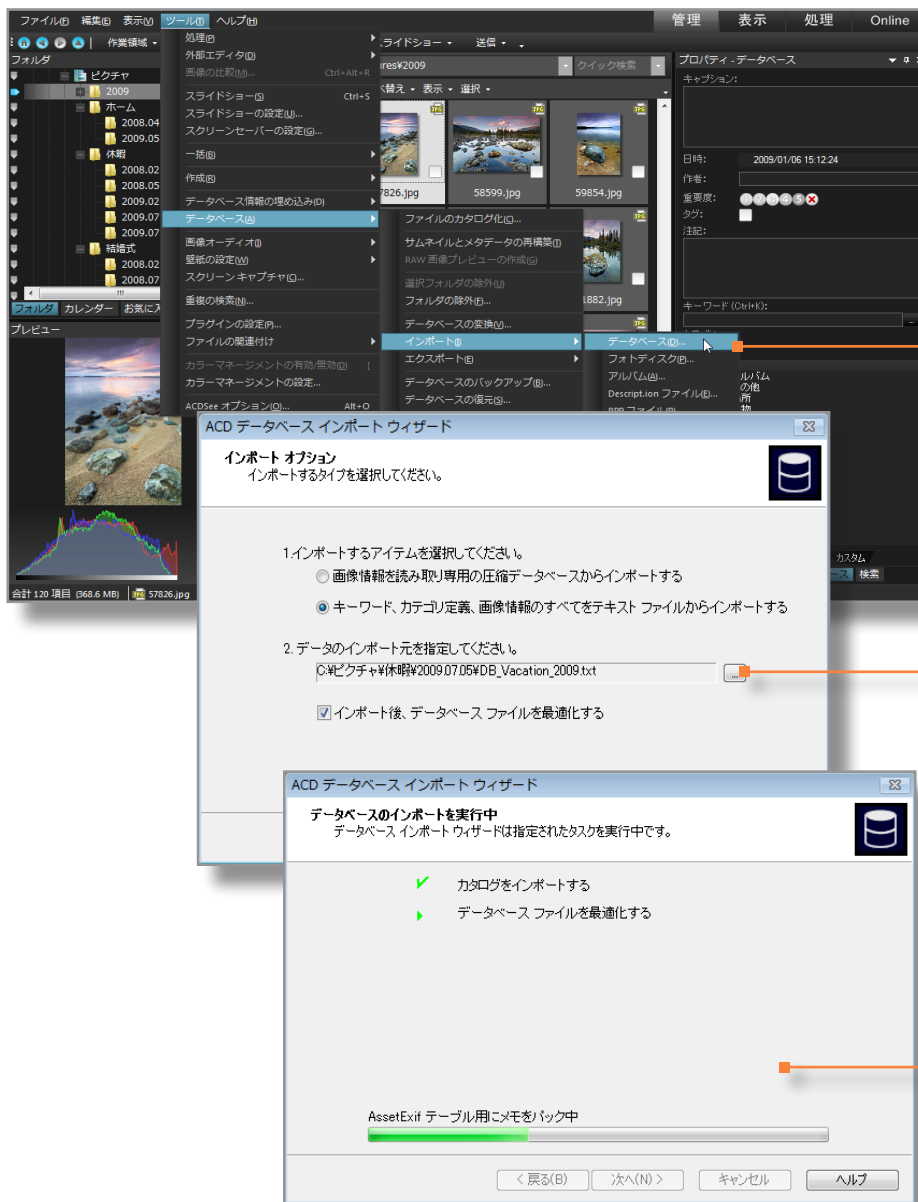 ファイル(F) 編集(E) 表示(V) ツール(T) ヘルプ(H)
管理 表示 処理 Online
作業領域
スライドショー 送信
フォルダ
ピクチャ
2009
ホーム
2008.04
2009.05
休暇
2008.02
2008.05
2009.02
2009.07
2009.07
結婚式
2008.02
2008.07
フォルダ カレンダー お気に入
プレビュー
合計 120 項目 (368.6 MB) 57826.jpg
処理(P)
外部エディタ(D)
画像の比較(M)... Ctrl+Alt+R
スライドショー(S) Ctrl+S
スライドショーの設定(U)...
スクリーンセーバーの設定(G)...
一括(B)
作成(R)
データベース情報の埋め込み(D)
データベース(A)
画像オーディオ(I)
壁紙の設定(W)
スクリーン キャプチャ(C)...
重複の検索(N)...
プラグインの設定(P)...
ファイルの関連付け
カラーマネージメントの有効/無効(D) [
カラーマネージメントの設定...
ACDSee オプション(O)... Alt+O
ures¥2009
クイック検索
べ替え 表示 選択
JPG
JPG
JPG
7826.jpg 58599.jpg 59854.jpg
1882.jpg
ファイルのカタログ化(C)...
サムネイルとメタデータの再構築(I)
RAW 画像プレビューの作成(G)
選択フォルダの除外(U)
フォルダの除外(E)...
データベースの変換(V)...
インポート(I)
エクスポート(E)
データベースのバックアップ(B)...
データベースの復元(S)...
データベース(D)...
フォトディスク(P)...
アルバム(A)...
Descript.ion ファイル(E)...
プロパティ - データベース
キャプション:
日時: 2009/01/06 15:12:24
作者:
重要度: 1 2 3 4 5
タグ:
注記:
キーワード (Ctrl+K):
ルバム
の他
所
物
カスタム
ース 検索
ACD データベース インポート ウィザード
インポート オプション
インポートするタイプを選択してください。
1.インポートするアイテムを選択してください。
画像情報を読み取り専用の圧縮データベースからインポートする
キーワード、カテゴリ定義、画像情報のすべてをテキスト ファイルからインポートする
2. データのインポート元を指定してください。
C:¥ピクチャ¥休暇¥2009.07.05¥DB_Vacation_2009.txt
...
インポート後、データベース ファイルを最適化する
ACD データベース インポート ウィザード
データベースのインポートを実行中
データベース インポート ウィザードは指定されたタスクを実行中です。
カタログをインポートする
データベース ファイルを最適化する
AssetExif テーブル用にメモをパック中
< 戻る(B) 次へ(N) > キャンセル ヘルプ